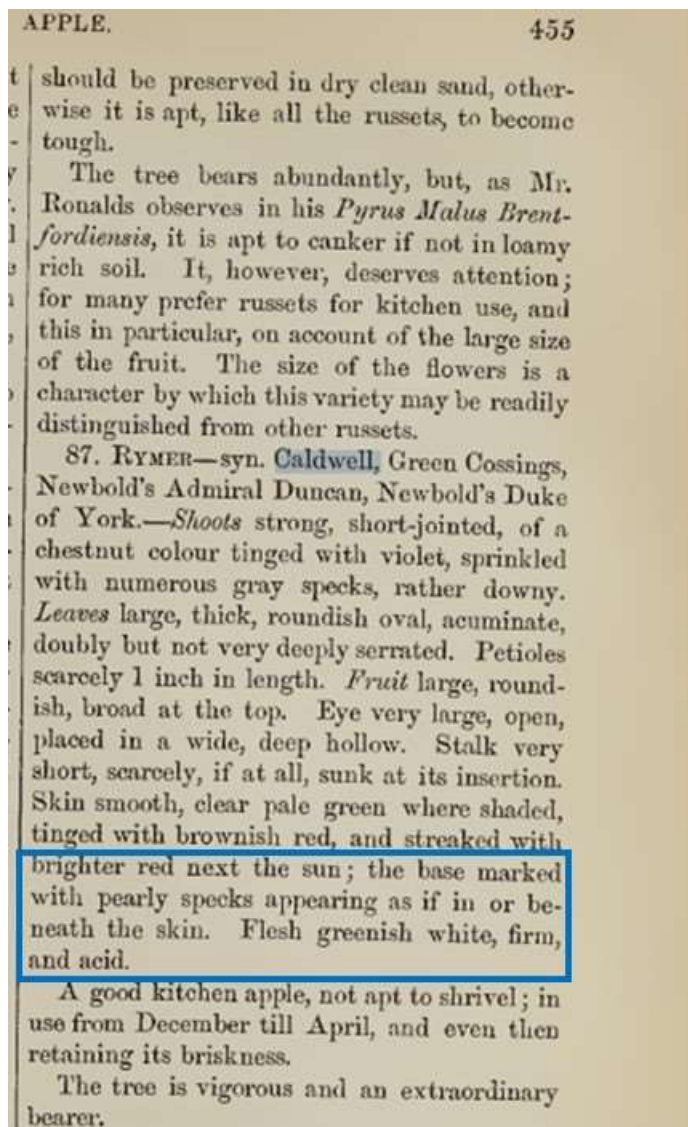 APPLE.
455
should be preserved in dry clean sand, other-
wise it is apt, like all the russets, to become
tough.
The tree bears abundantly, but, as Mr.
Ronalds observes in his Pyrus Malus Brent-
fordiensis, it is apt to canker if not in loamy
rich soil. It, however, deserves attention;
for many prefer russets for kitchen use, and
this in particular, on account of the large size
of the fruit. The size of the flowers is a
character by which this variety may be readily
distinguished from other russets.
87. RYMER—syn. Caldwell, Green Cossings,
Newbold's Admiral Duncan, Newbold's Duke
of York.—Shoots strong, short-jointed, of a
chestnut colour tinged with violet, sprinkled
with numerous gray specks, rather downy.
Leaves large, thick, roundish oval, acuminate,
doubly but not very deeply serrated. Petioles
scarcely 1 inch in length. Fruit large, round-
ish, broad at the top. Eye very large, open,
placed in a wide, deep hollow. Stalk very
short, scarcely, if at all, sunk at its insertion.
Skin smooth, clear pale green where shaded,
tinged with brownish red, and streaked with
brighter red next the sun; the base marked
with pearly specks appearing as if in or be-
neath the skin. Flesh greenish white, firm,
and acid.
A good kitchen apple, not apt to shrivel; in
use from December till April, and even then
retaining its briskness.
The tree is vigorous and an extraordinary
bearer.